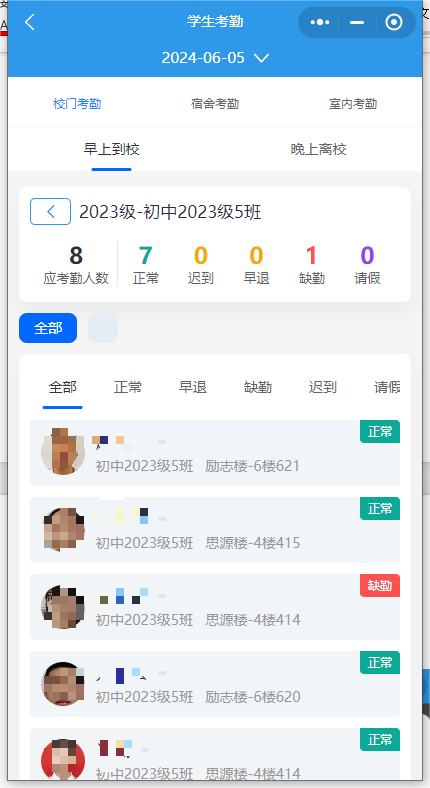 学生考勤
2024-06-05
校门考勤 宿舍考勤 室内考勤
早上到校 晚上离校
2023级-初中2023级5班
8 7 0 0 1 0
应考勤人数 正常 迟到 早退 缺勤 请假
全部
全部 正常 早退 缺勤 迟到 请假
正常
初中2023级5班 励志楼-6楼621
正常
初中2023级5班 思源楼-4楼415
缺勤
初中2023级5班 思源楼-4楼414
正常
初中2023级5班 励志楼-6楼620
正常
初中2023级5班 思源楼-4楼414